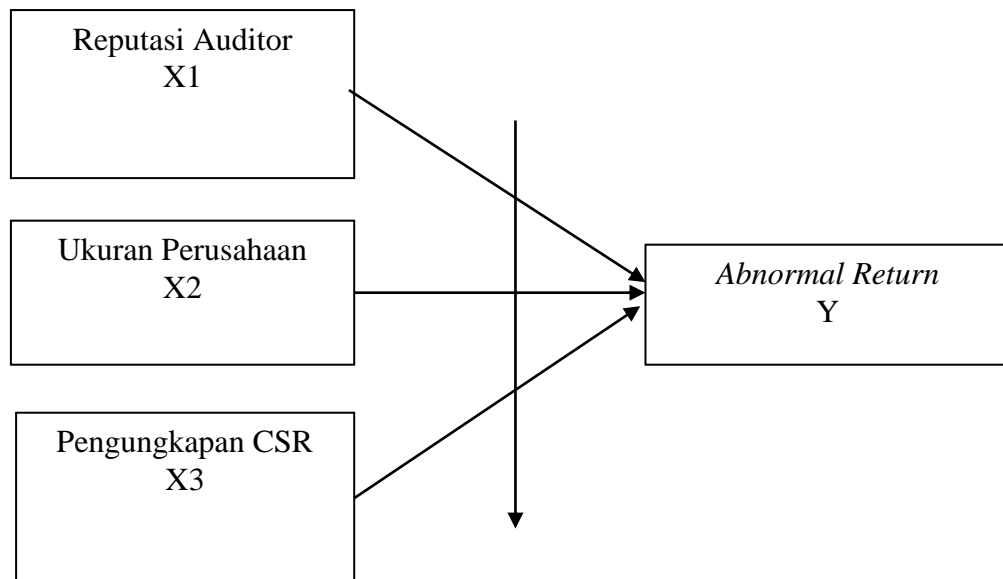 Reputasi Auditor
X1
Ukuran Perusahaan
X2
Abnormal Return
Y
Pengungkapan CSR
X3